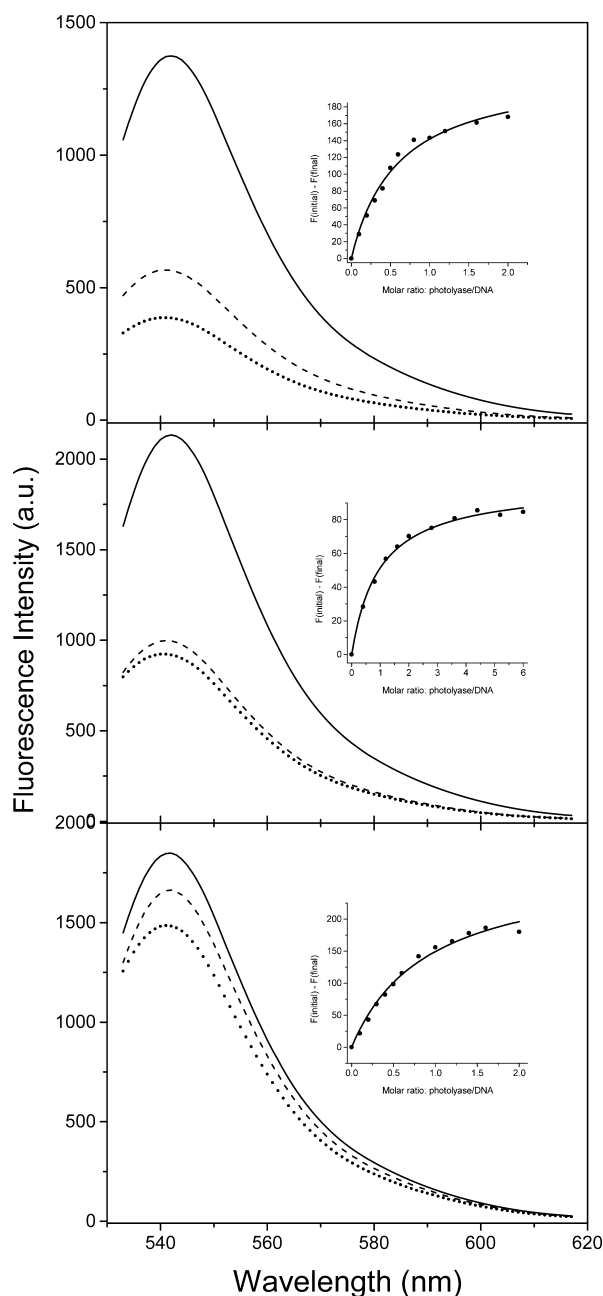 1500
1000
500
0
180
160
140
120
100
80
60
40
20
0
F(initial) - F(final)
0.0 0.5 1.0 1.5 2.0
Molar ratio: photolyase/DNA
Fluorescence Intensity (a.u.)
2000
1500
1000
500
0
80
60
40
20
0
F(initial) - F(final)
0 1 2 3 4 5 6
Molar ratio: photolyase/DNA
2000
1500
1000
500
0
200
150
100
50
0
F(initial) - F(final)
0.0 0.5 1.0 1.5 2.0
Molar ratio: photolyase/DNA
540 560 580 600 620
Wavelength (nm)